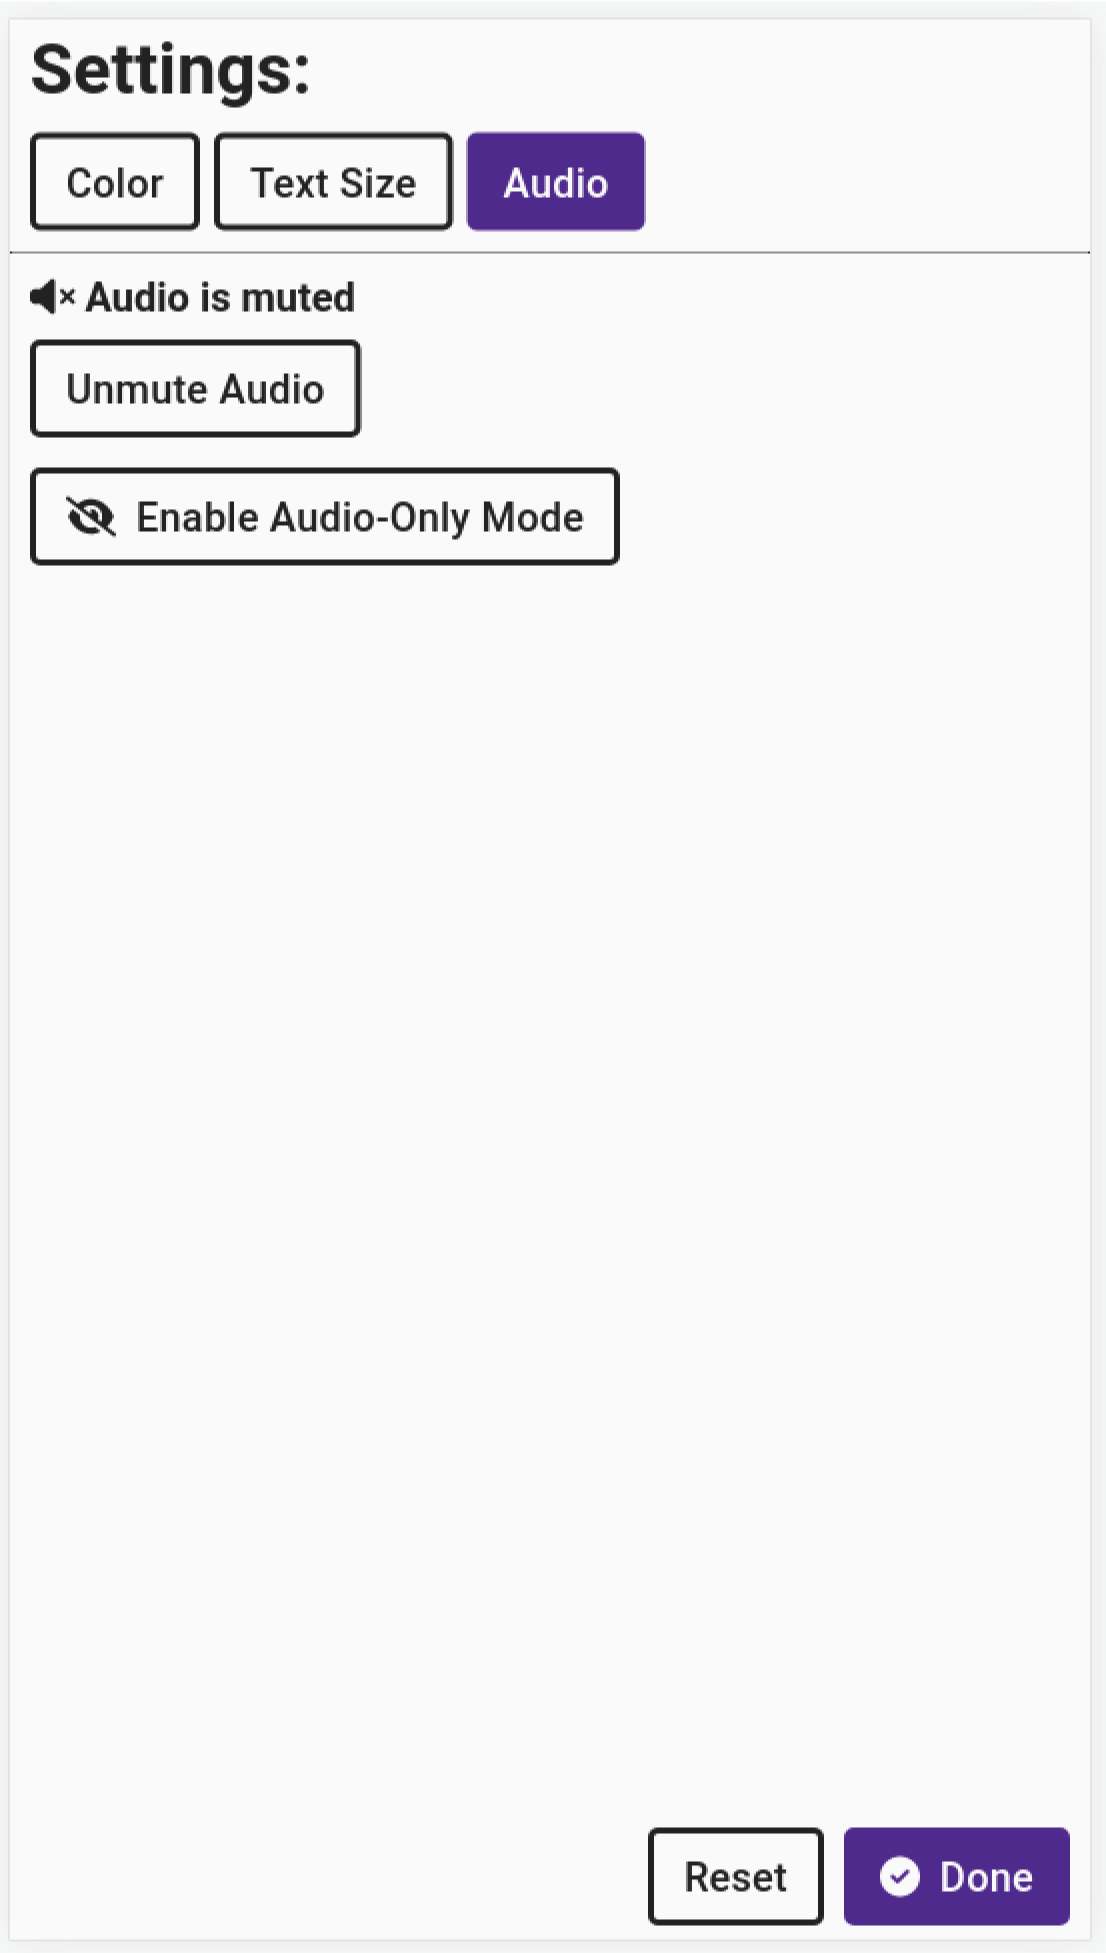 Settings:
Color Text Size Audio
Audio is muted
Unmute Audio
Enable Audio-Only Mode
Reset Done